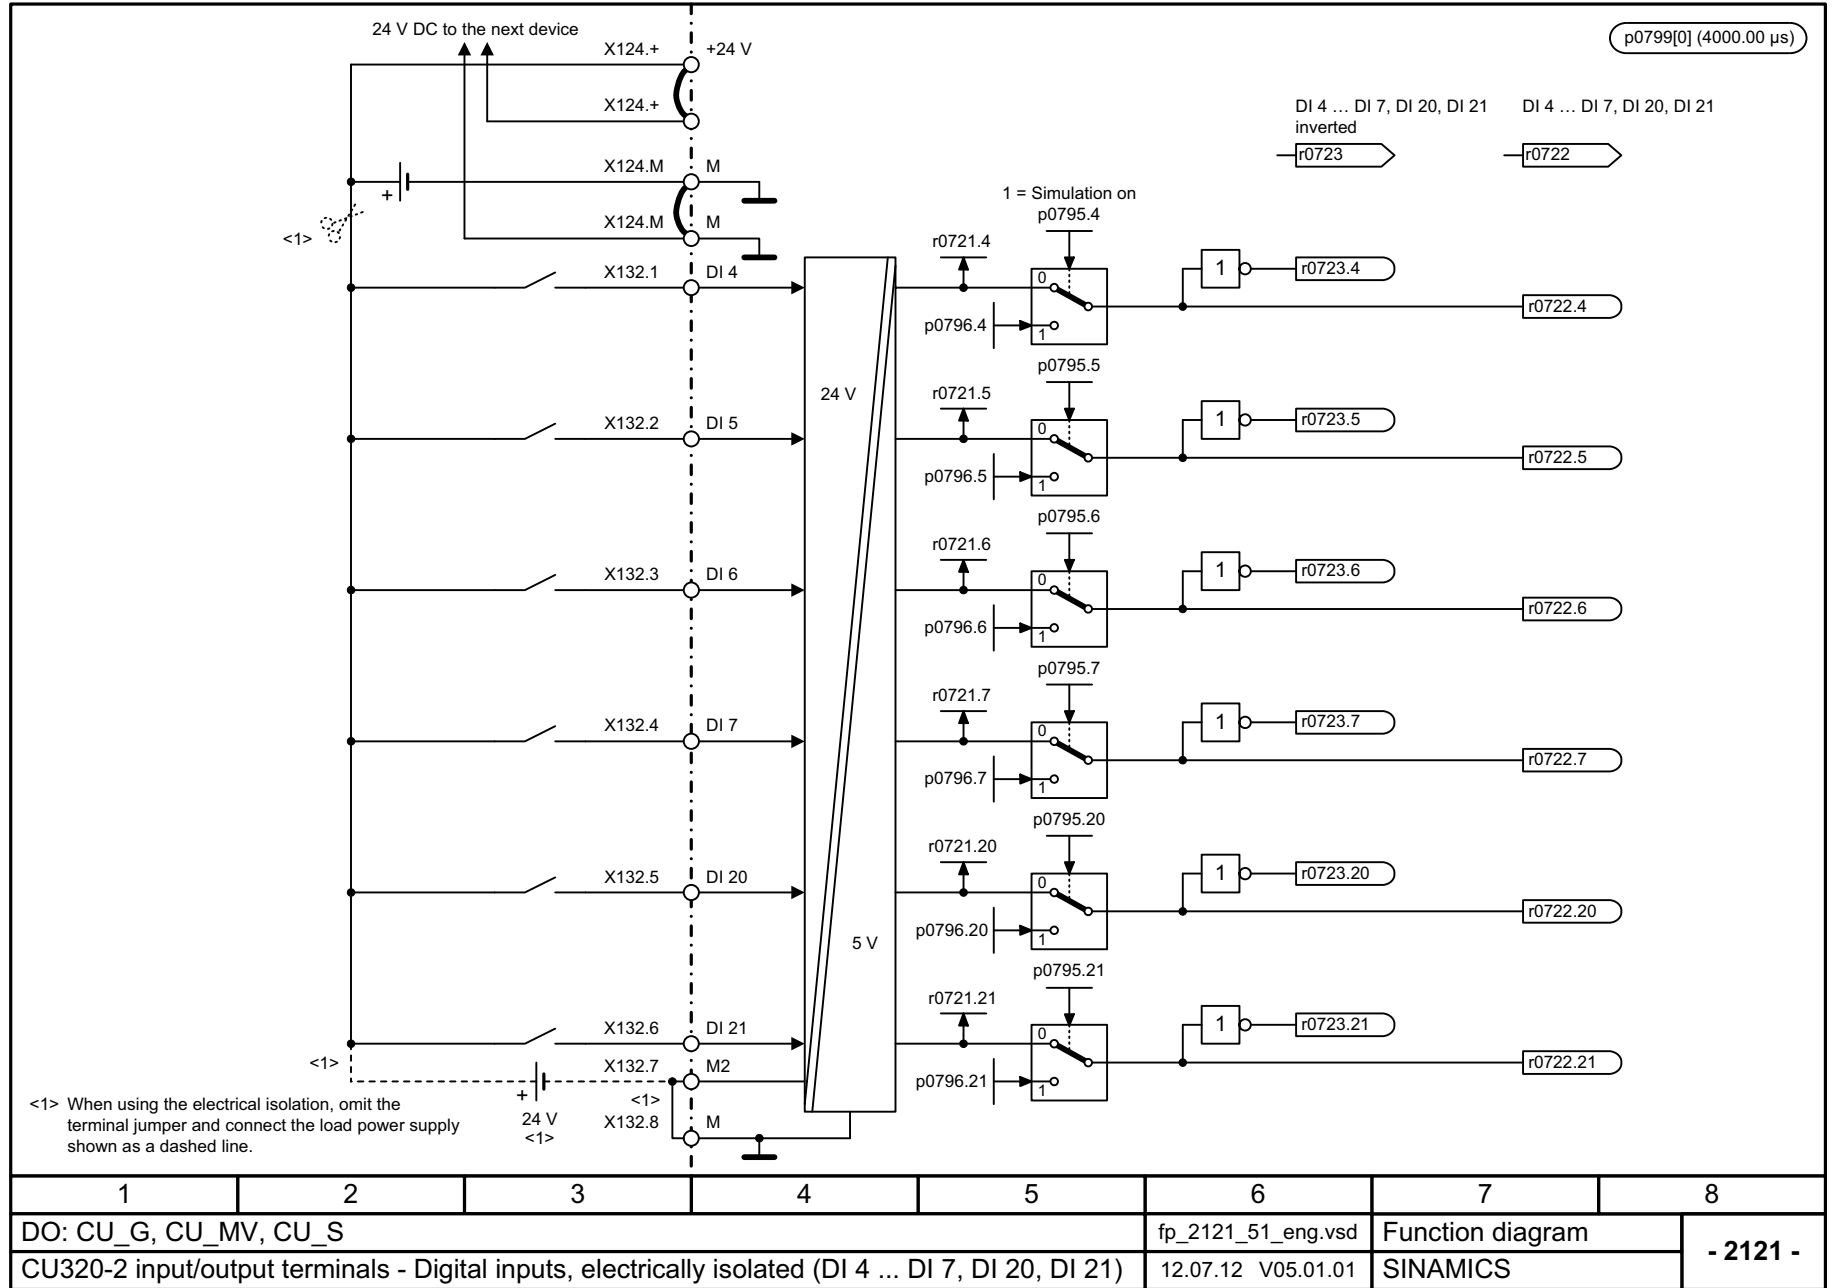 24 V DC to the next device
X124.+
+24 V
p0799[0] (4000.00 µs)
X124.+
DI 4 ... DI 7, DI 20, DI 21
inverted
DI 4 ... DI 7, DI 20, DI 21
r0723
r0722
X124.M
M
+
1 = Simulation on
<1>
X124.M
M
p0795.4
r0721.4
X132.1
DI 4
0
1
r0723.4
r0722.4
p0796.4
1
p0795.5
24 V
r0721.5
X132.2
DI 5
0
1
r0723.5
r0722.5
p0796.5
1
p0795.6
r0721.6
X132.3
DI 6
0
1
r0723.6
r0722.6
p0796.6
1
p0795.7
r0721.7
X132.4
DI 7
0
1
r0723.7
r0722.7
p0796.7
1
p0795.20
r0721.20
X132.5
DI 20
0
1
r0723.20
r0722.20
p0796.20
1
5 V
p0795.21
r0721.21
X132.6
DI 21
0
1
r0723.21
r0722.21
p0796.21
1
<1>
X132.7
M2
+
24 V
<1>
<1>
X132.8
M
<1> When using the electrical isolation, omit the
terminal jumper and connect the load power supply
shown as a dashed line.
1 2 3 4 5 6 7 8
DO: CU_G, CU_MV, CU_S
fp_2121_51_eng.vsd
Function diagram
- 2121 -
CU320-2 input/output terminals - Digital inputs, electrically isolated (DI 4 ... DI 7, DI 20, DI 21)
12.07.12 V05.01.01
SINAMICS